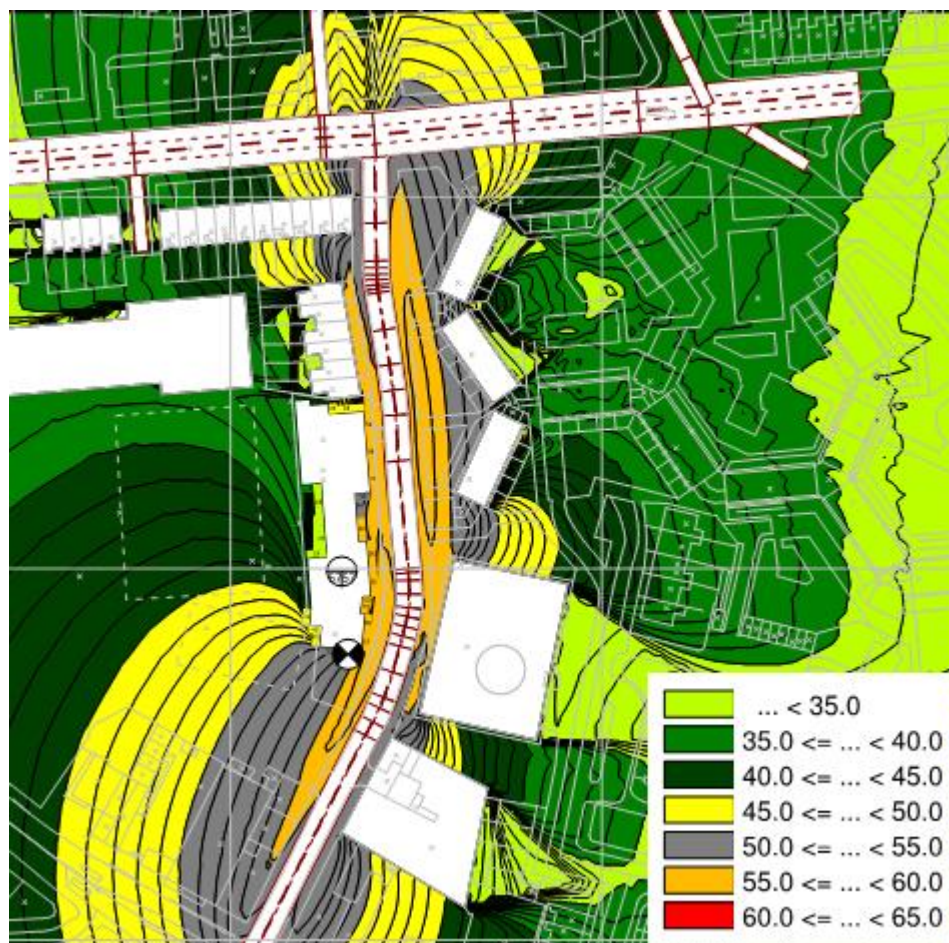 ... < 35.0
35.0 <= ... < 40.0
40.0 <= ... < 45.0
45.0 <= ... < 50.0
50.0 <= ... < 55.0
55.0 <= ... < 60.0
60.0 <= ... < 65.0